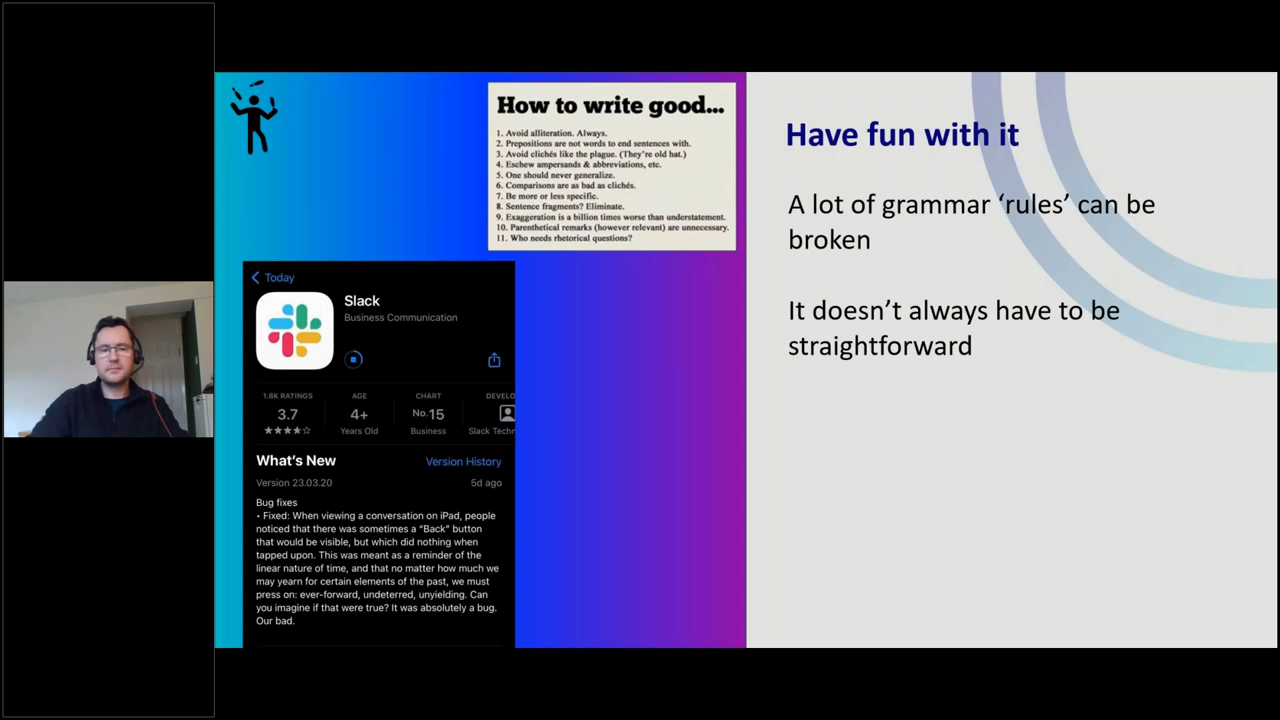 How to write good...
1. Avoid alliteration. Always.
2. Prepositions are not words to end sentences with.
3. Avoid clichés like the plague. (They're old hat.)
4. Eschew ampersands & abbreviations, etc.
5. One should never generalize.
6. Comparisons are as bad as clichés.
7. Be more or less specific.
8. Sentence fragments? Eliminate.
9. Exaggeration is a billion times worse than understatement.
10. Parenthetical remarks (however relevant) are unnecessary.
11. Who needs rhetorical questions?
Today
Slack
Business Communication
1.8K RATINGS
3.7
AGE
4+
Years Old
CHART
No.15
Business
DEVELO
Slack Techn
What's New
Version History
Version 23.03.20
5d ago
Bug fixes
• Fixed: When viewing a conversation on iPad, people
noticed that there was sometimes a "Back" button
that would be visible, but which did nothing when
tapped upon. This was meant as a reminder of the
linear nature of time, and that no matter how much we
may yearn for certain elements of the past, we must
press on: ever-forward, undeterred, unyielding. Can
you imagine if that were true? It was absolutely a bug.
Our bad.
Have fun with it
A lot of grammar ‘rules’ can be
broken
It doesn’t always have to be
straightforward